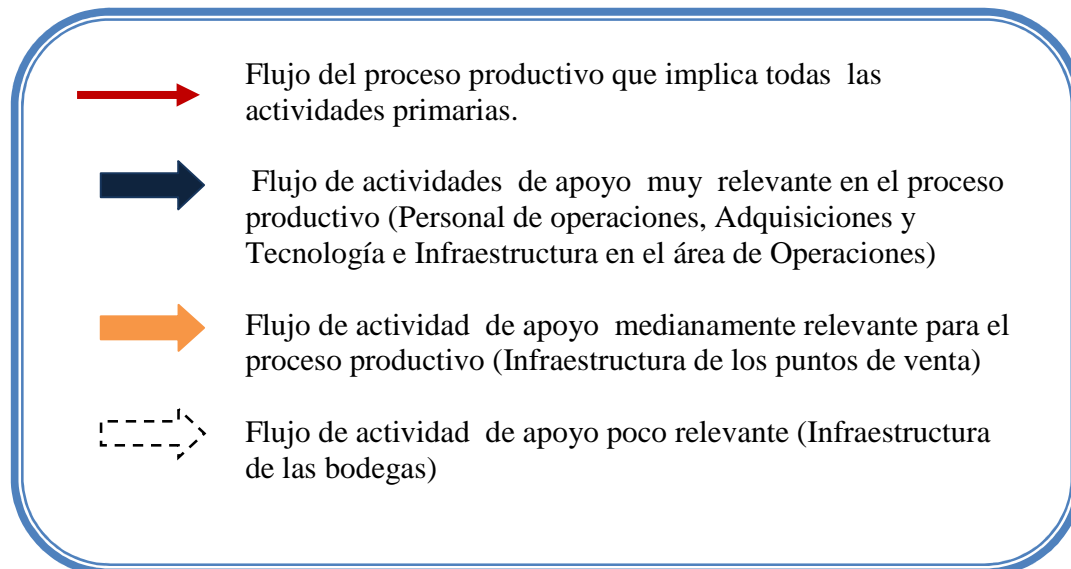 Flujo del proceso productivo que implica todas las
actividades primarias.
Flujo de actividades de apoyo muy relevante en el proceso
productivo (Personal de operaciones, Adquisiciones y
Tecnología e Infraestructura en el área de Operaciones)
Flujo de actividad de apoyo medianamente relevante para el
proceso productivo (Infraestructura de los puntos de venta)
Flujo de actividad de apoyo poco relevante (Infraestructura
de las bodegas)